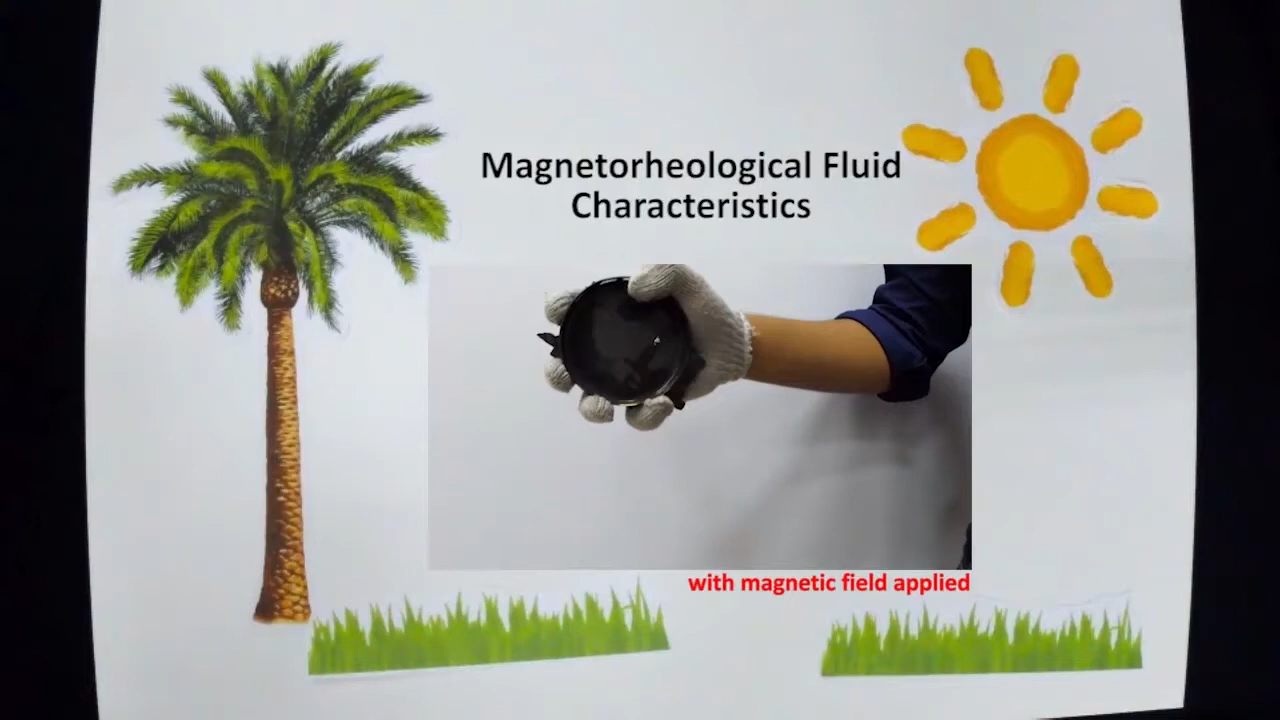 Magnetorheological Fluid
Characteristics
with magnetic field applied